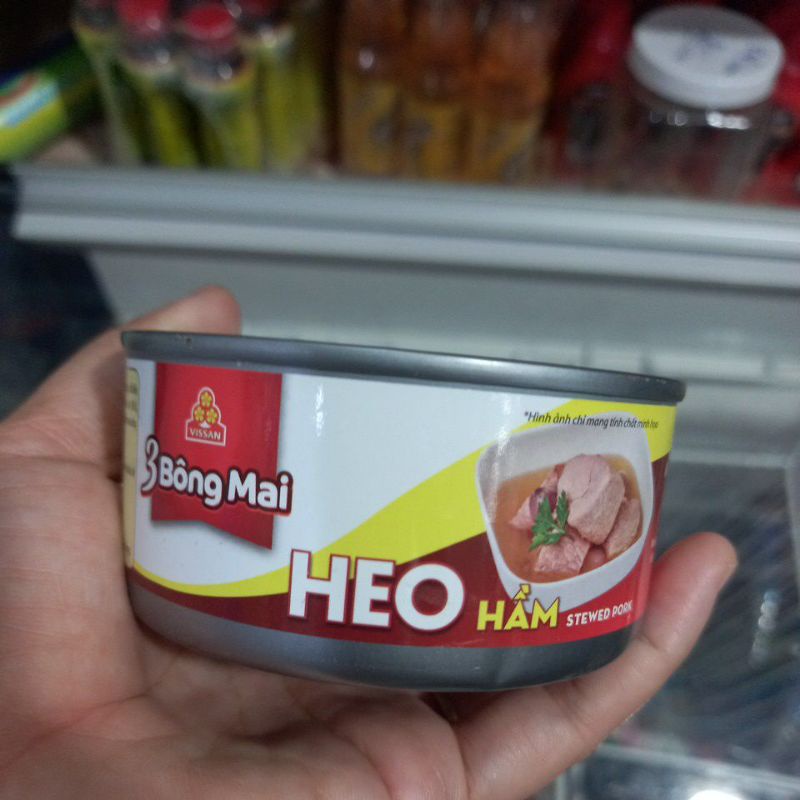 VISSAN
3 Bông Mai
*Hình ảnh chỉ mang tính chất minh họa
HEO HẦM STEWED PORK